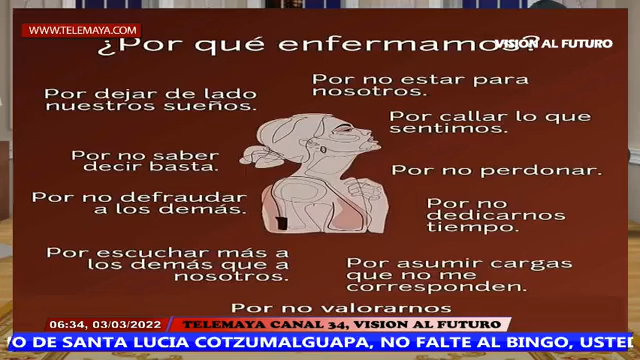 WWW.TELEMAYA.COM
¿Por qué enfermamos?
VISION AL FUTURO
Por no estar para
nosotros.
Por dejar de lado
nuestros sueños.
Por callar lo que
sentimos.
Por no saber
decir basta.
Por no perdonar.
Por no defraudar
a los demás.
Por no
dedicarnos
tiempo.
Por escuchar más a
los demás que a
nosotros.
Por asumir cargas
que no me
corresponden.
Por no valorarnos
06:34, 03/03/2022
TELEMAYA CANAL 34, VISION AL FUTURO
VO DE SANTA LUCIA COTZUMALGUAPA, NO FALTE AL BINGO, USTE